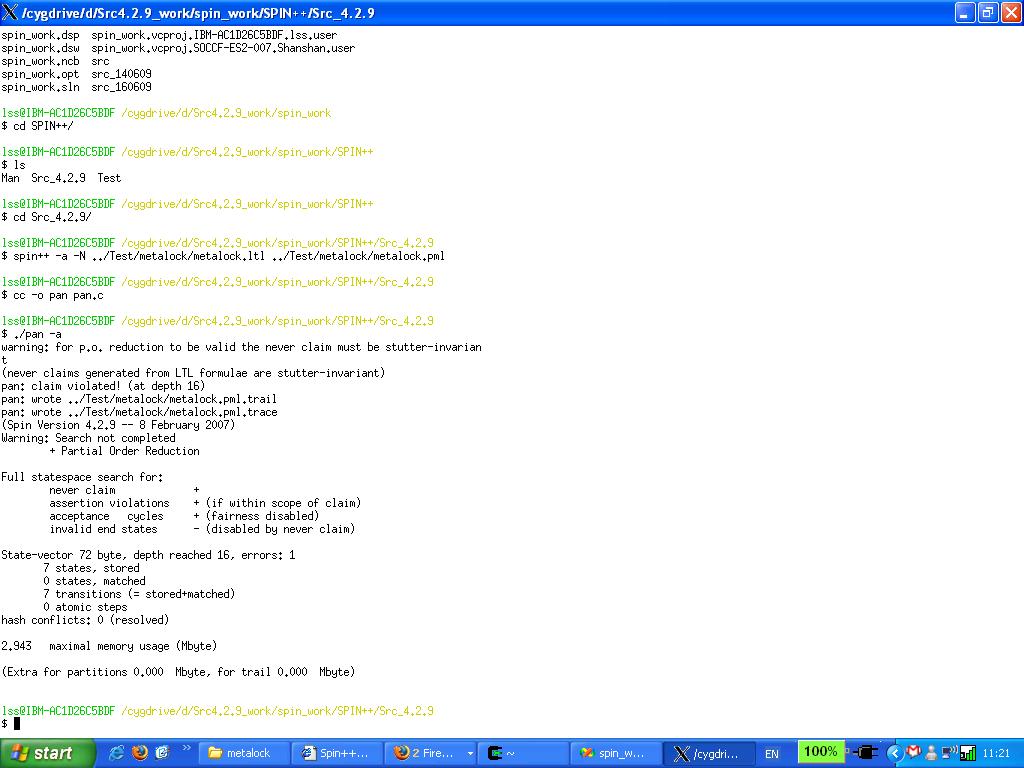 /cygdrive/d/Src4.2.9_work/spin_work/SPIN++/Src_4.2.9
spin_work.dsp  spin_work.vcproj.IBM-AC1D26C5BDF.lss.user
spin_work.dsw  spin_work.vcproj.SOCCF-ES2-007.Shanshan.user
spin_work.ncb  src
spin_work.opt  src_140609
spin_work.sln  src_160609
lss@IBM-AC1D26C5BDF /cygdrive/d/Src4.2.9_work/spin_work
$ cd SPIN++/
lss@IBM-AC1D26C5BDF /cygdrive/d/Src4.2.9_work/spin_work/SPIN++
$ ls
Man  Src_4.2.9  Test
lss@IBM-AC1D26C5BDF /cygdrive/d/Src4.2.9_work/spin_work/SPIN++
$ cd Src_4.2.9/
lss@IBM-AC1D26C5BDF /cygdrive/d/Src4.2.9_work/spin_work/SPIN++/Src_4.2.9
$ spin++ -a -N ../Test/metalock/metalock.ltl ../Test/metalock/metalock.pml
lss@IBM-AC1D26C5BDF /cygdrive/d/Src4.2.9_work/spin_work/SPIN++/Src_4.2.9
$ cc -o pan pan.c
lss@IBM-AC1D26C5BDF /cygdrive/d/Src4.2.9_work/spin_work/SPIN++/Src_4.2.9
$ ./pan -a
warning: for p.o. reduction to be valid the never claim must be stutter-invarian
t
(never claims generated from LTL formulae are stutter-invariant)
pan: claim violated! (at depth 16)
pan: wrote ../Test/metalock/metalock.pml.trail
pan: wrote ../Test/metalock/metalock.pml.trace
(Spin Version 4.2.9 -- 8 February 2007)
Warning: Search not completed
        + Partial Order Reduction
Full statespace search for:
        never claim             +
        assertion violations    + (if within scope of claim)
        acceptance   cycles     + (fairness disabled)
        invalid end states      - (disabled by never claim)
State-vector 72 byte, depth reached 16, errors: 1
       7 states, stored
       0 states, matched
       7 transitions (= stored+matched)
       0 atomic steps
hash conflicts: 0 (resolved)
2.943   maximal memory usage (Mbyte)
(Extra for partitions 0.000  Mbyte, for trail 0.000  Mbyte)
lss@IBM-AC1D26C5BDF /cygdrive/d/Src4.2.9_work/spin_work/SPIN++/Src_4.2.9
$
start  metalock  Spin++...  2 Fire...  ~  spin_w...  /cygdri...  EN  100%  11:21